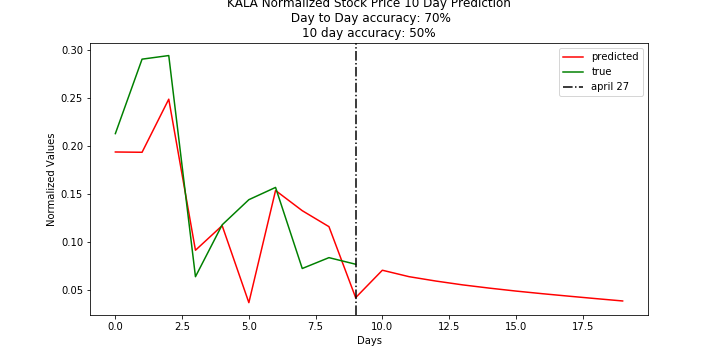 KALA Normalized Stock Price 10 Day Prediction
Day to Day accuracy: 70%
10 day accuracy: 50%
0.30
0.25
0.20
0.15
0.10
0.05
Normalized Values
predicted
true
april 27
0.0 2.5 5.0 7.5 10.0 12.5 15.0 17.5
Days